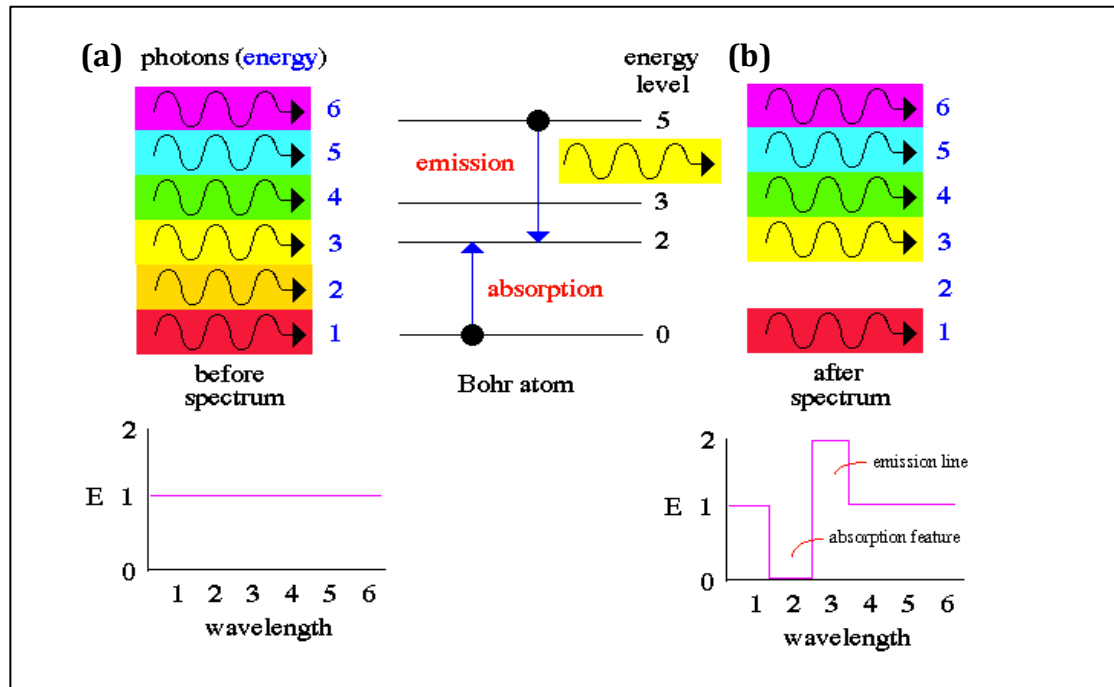 (a)
photons (energy)
6
5
4
3
2
1
before
spectrum
energy
level
5
emission
3
2
absorption
0
Bohr atom
(b)
6
5
4
3
2
1
after
spectrum
2
E 1
0
1 2 3 4 5 6
wavelength
2
emission line
E 1
absorption feature
0
1 2 3 4 5 6
wavelength